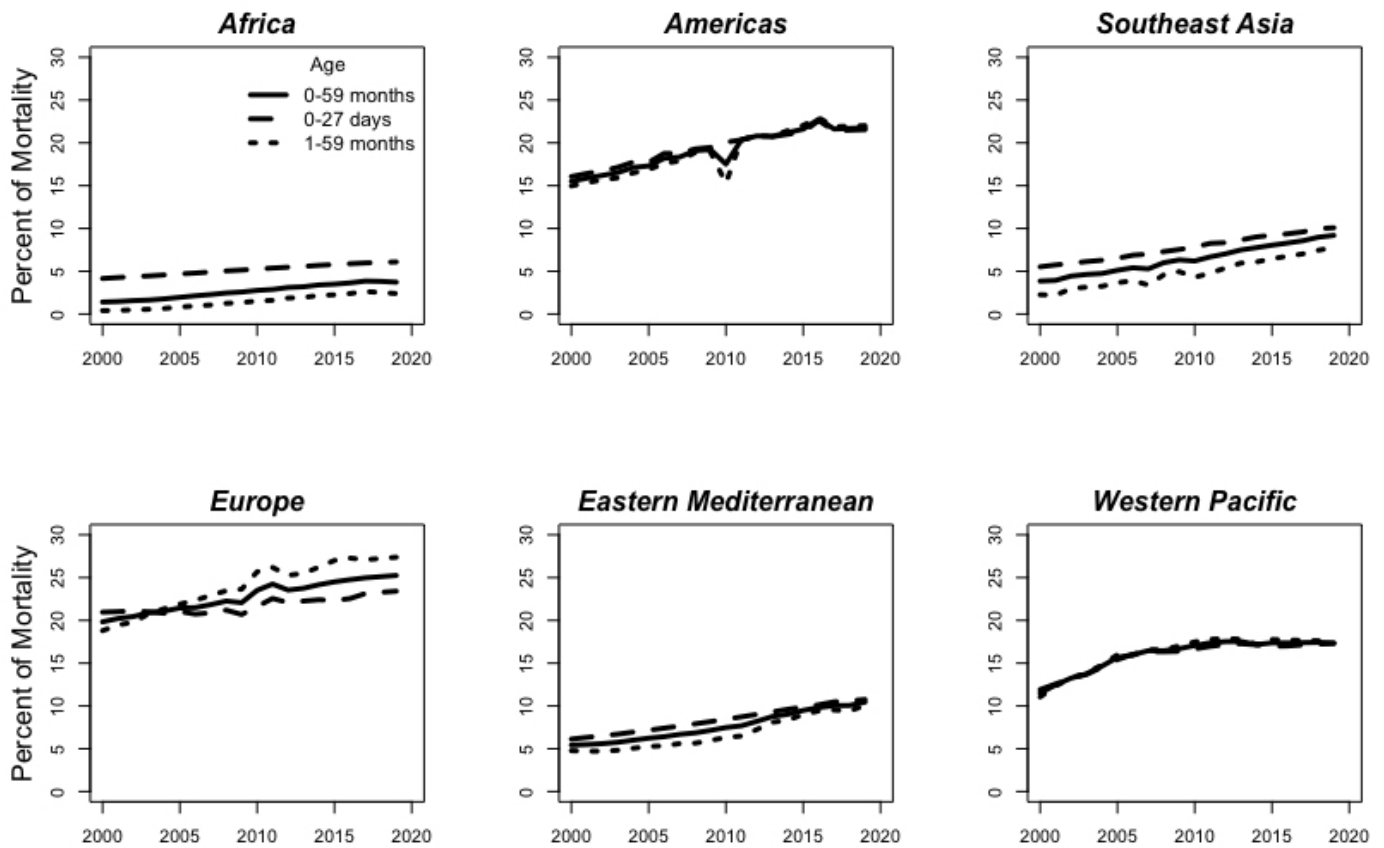 Africa
Americas
Southeast Asia
Percent of Mortality
30
25
20
15
10
5
0
Age
0-59 months
0-27 days
1-59 months
2000 2005 2010 2015 2020
30
25
20
15
10
5
0
2000 2005 2010 2015 2020
30
25
20
15
10
5
0
2000 2005 2010 2015 2020
Europe
Eastern Mediterranean
Western Pacific
Percent of Mortality
30
25
20
15
10
5
0
2000 2005 2010 2015 2020
30
25
20
15
10
5
0
2000 2005 2010 2015 2020
30
25
20
15
10
5
0
2000 2005 2010 2015 2020